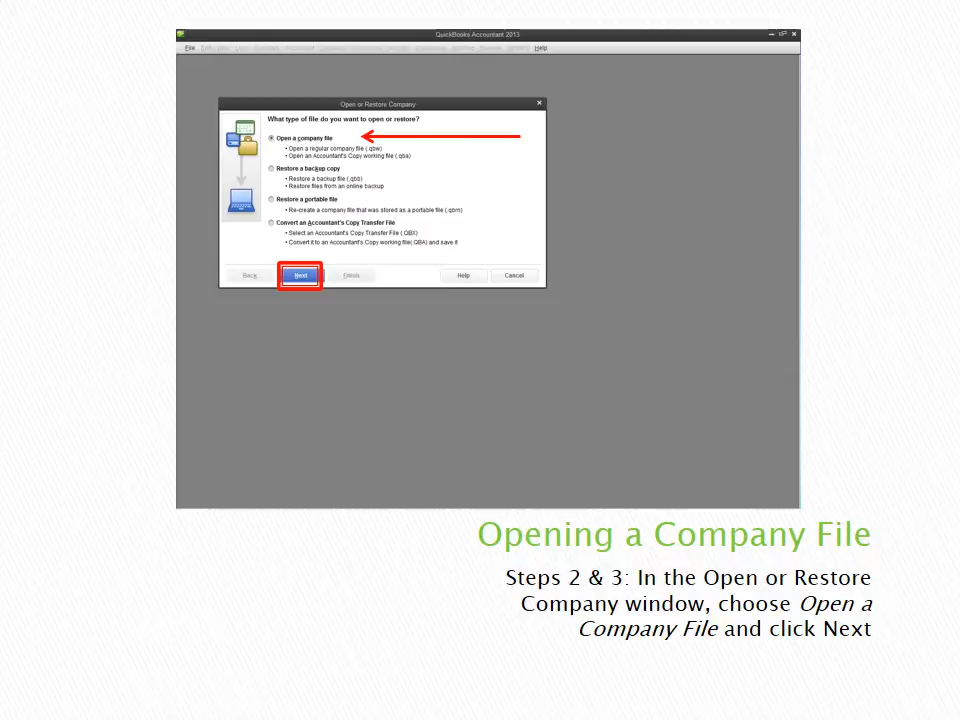 QuickBooks Accountant 2013
File Help
Open or Restore Company
What type of file do you want to open or restore?
Open a company file
• Open a regular company file (.qbw)
• Open an Accountant's Copy working file (.qba)
Restore a backup copy
• Restore a backup file (.qbb)
• Restore files from an online backup
Restore a portable file
• Re-create a company file that was stored as a portable file (.qbm)
Convert an Accountant's Copy Transfer File
• Select an Accountant's Copy Transfer File (.QBX)
• Convert it to an Accountant's Copy working file(.QBA) and save it
Back Next Finish Help Cancel
Opening a Company File
Steps 2 & 3: In the Open or Restore
Company window, choose Open a
Company File and click Next